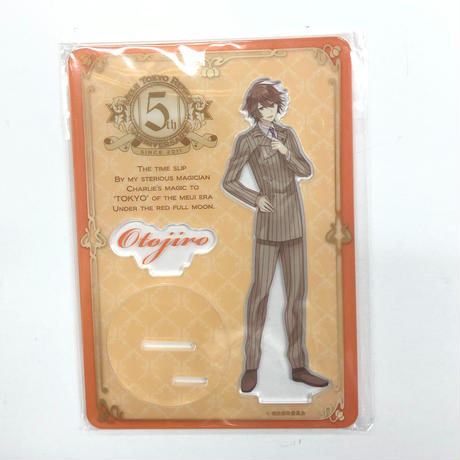 5th
SINCE 2011
THE TIME SLIP
BY MY STERIOUS MAGICIAN
CHARLIE'S MAGIC TO
'TOKYO' OF THE MEIJI ERA
UNDER THE RED FULL MOON.
Otojiro